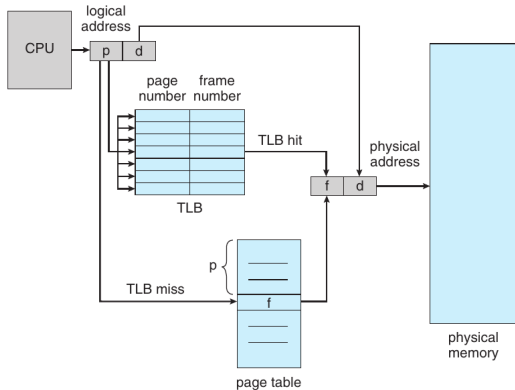 logical
address
CPU
p d
page
number
frame
number
TLB hit
physical
address
f d
TLB
p
TLB miss
f
physical
memory
page table